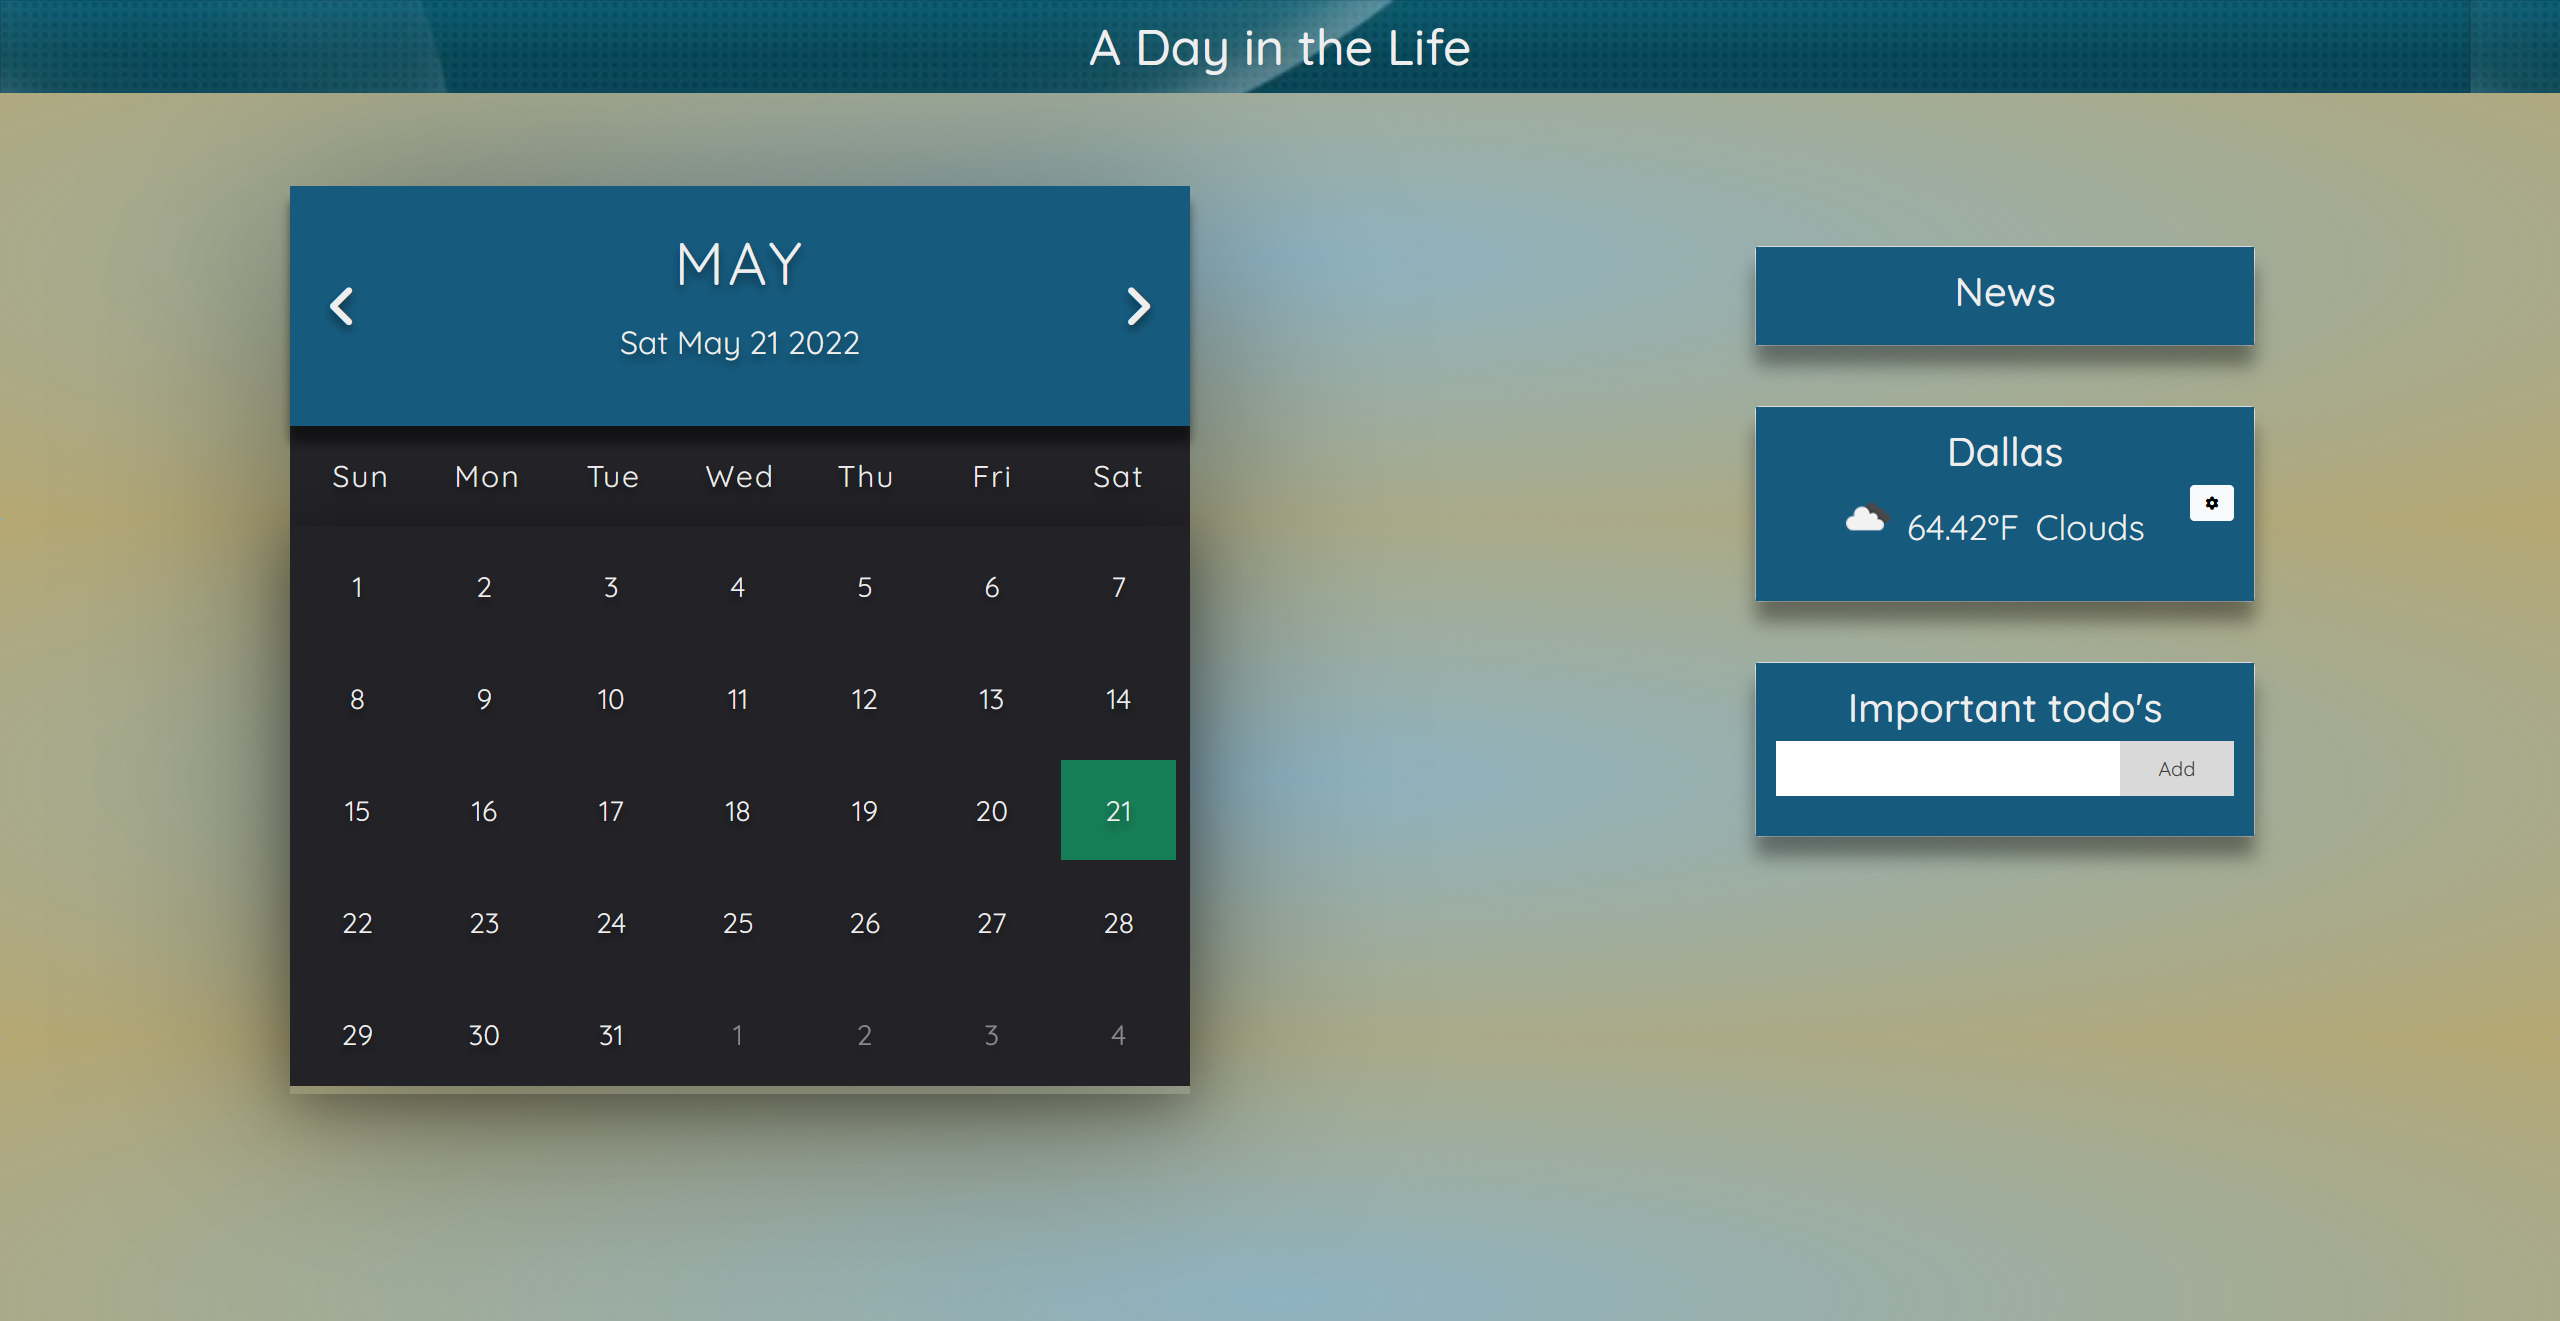 A Day in the Life
MAY
Sat May 21 2022
Sun Mon Tue Wed Thu Fri Sat
1 2 3 4 5 6 7
8 9 10 11 12 13 14
15 16 17 18 19 20 21
22 23 24 25 26 27 28
29 30 31 1 2 3 4
News
Dallas
64.42°F Clouds
Important todo's
Add